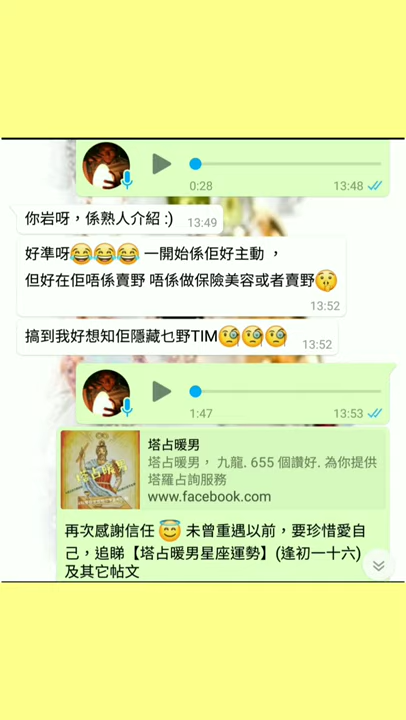 0:28
13:48
你岩呀，係熟人介紹 :)
13:49
好準呀😂😂😂 一開始係佢好主動 ，
但好在佢唔係賣野 唔係做保險美容或者賣野🤫
13:52
搞到我好想知佢隱藏乜野TIM🧐🧐🧐
13:52
1:47
13:53
塔占暖男
塔占暖男， 九龍. 655 個讚好. 為你提供
塔羅占詢服務
www.facebook.com
再次感謝信任 😇 未曾重遇以前，要珍惜愛自
己，追睇【塔占暖男星座運勢】(逢初一十六)
及其它帖文